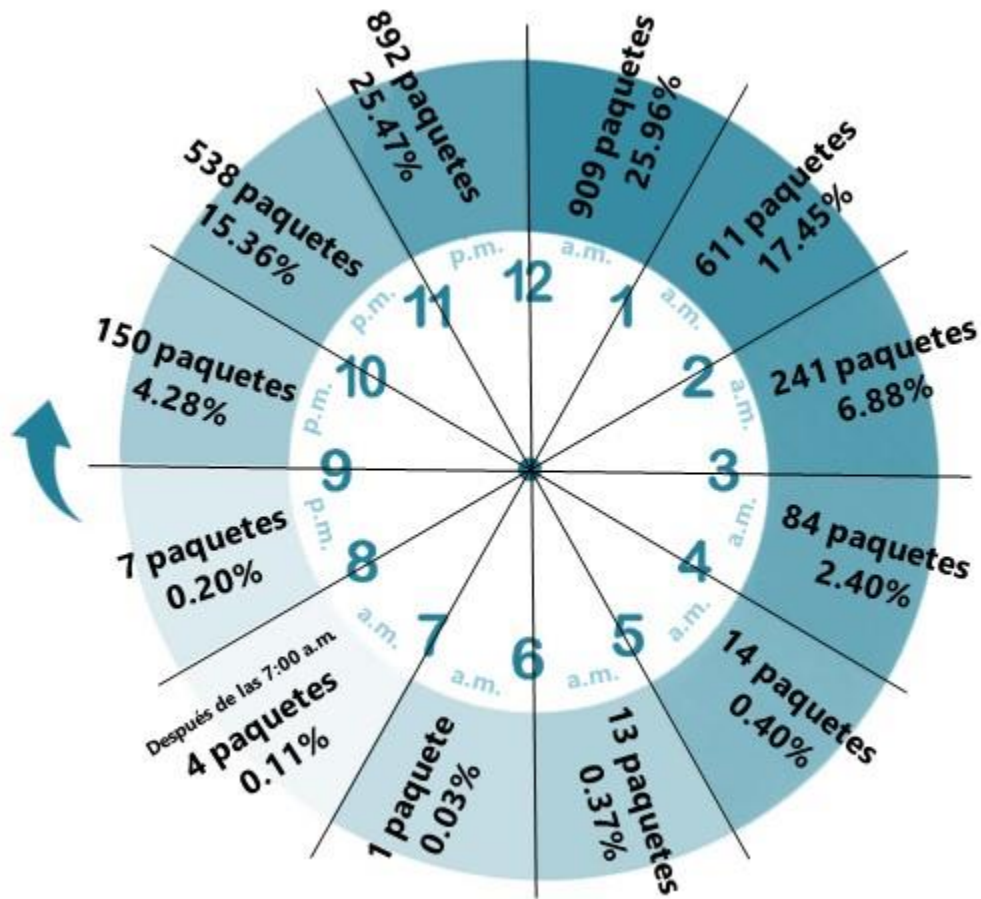 892 paquetes
25.47%
909 paquetes
25.96%
611 paquetes
17.45%
241 paquetes
6.88%
84 paquetes
2.40%
14 paquetes
0.40%
13 paquetes
0.37%
1 paquete
0.03%
Después de las 7:00 a.m.
4 paquetes
0.11%
7 paquetes
0.20%
150 paquetes
4.28%
538 paquetes
15.36%
12
a.m.
1
a.m.
2
a.m.
3
a.m.
4
a.m.
5
a.m.
6
a.m.
7
a.m.
8
p.m.
9
p.m.
10
p.m.
11
p.m.